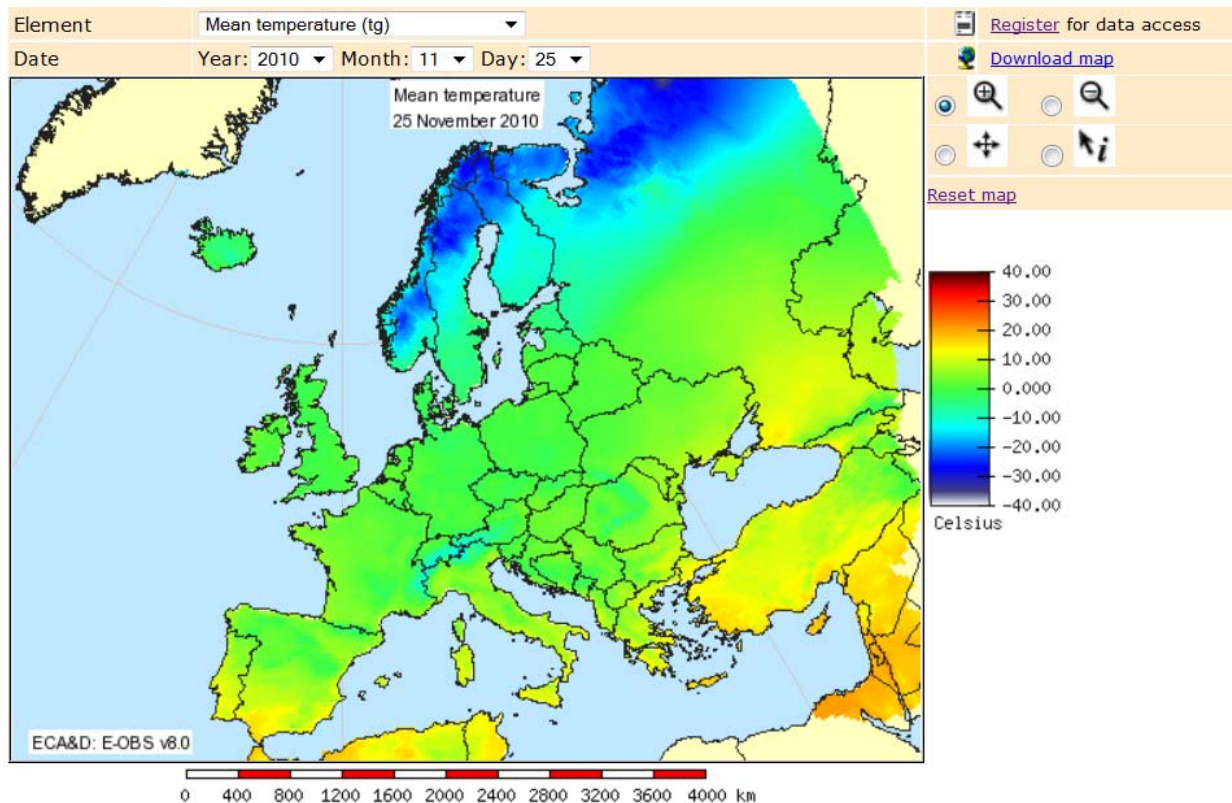 Element Mean temperature (tg) Register for data access
Date Year: 2010 Month: 11 Day: 25 Download map
Mean temperature
25 November 2010
i
Reset map
40.00
30.00
20.00
10.00
0.000
-10.00
-20.00
-30.00
-40.00
Celsius
ECA&D: E-OBS v8.0
0 400 800 1200 1600 2000 2400 2800 3200 3600 4000 km